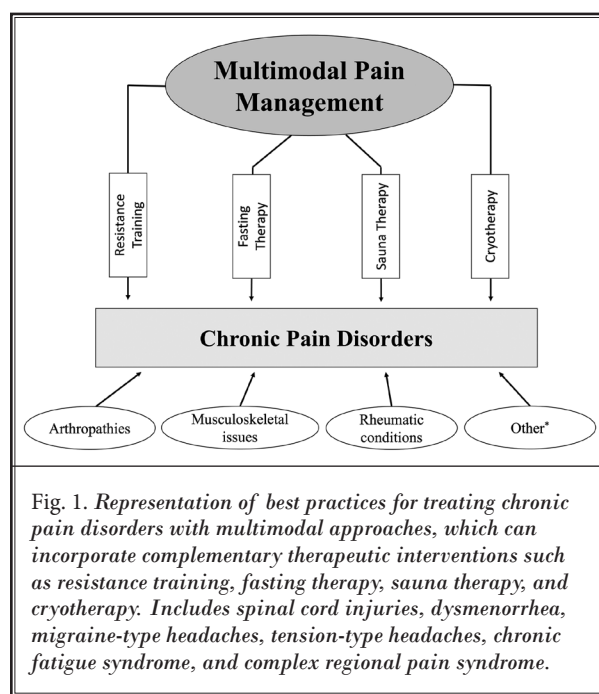 Multimodal Pain
Management
Resistance
Training
Fasting
Therapy
Sauna Therapy
Cryotherapy
Chronic Pain Disorders
Arthropathies
Musculoskeletal
issues
Rheumatic
conditions
Other*
Fig. 1. Representation of best practices for treating chronic
pain disorders with multimodal approaches, which can
incorporate complementary therapeutic interventions such
as resistance training, fasting therapy, sauna therapy, and
cryotherapy. Includes spinal cord injuries, dysmenorrhea,
migraine-type headaches, tension-type headaches, chronic
fatigue syndrome, and complex regional pain syndrome.